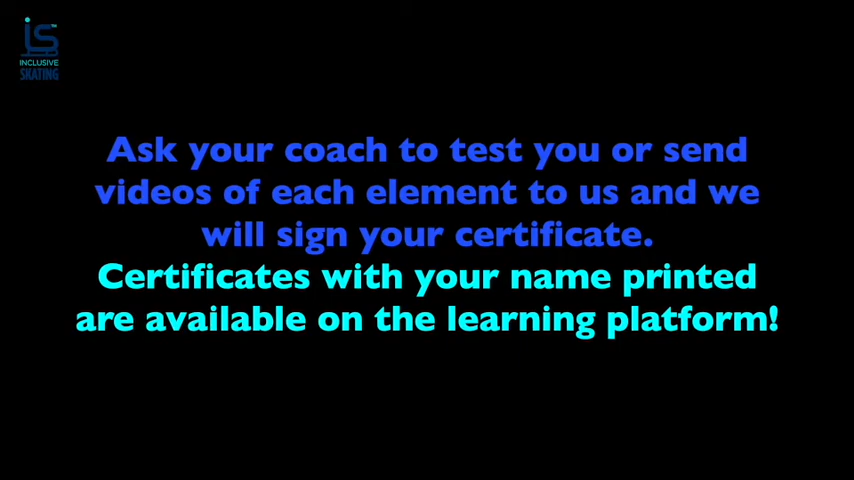 is™
INCLUSIVE
SKATING
Ask your coach to test you or send
videos of each element to us and we
will sign your certificate.
Certificates with your name printed
are available on the learning platform!